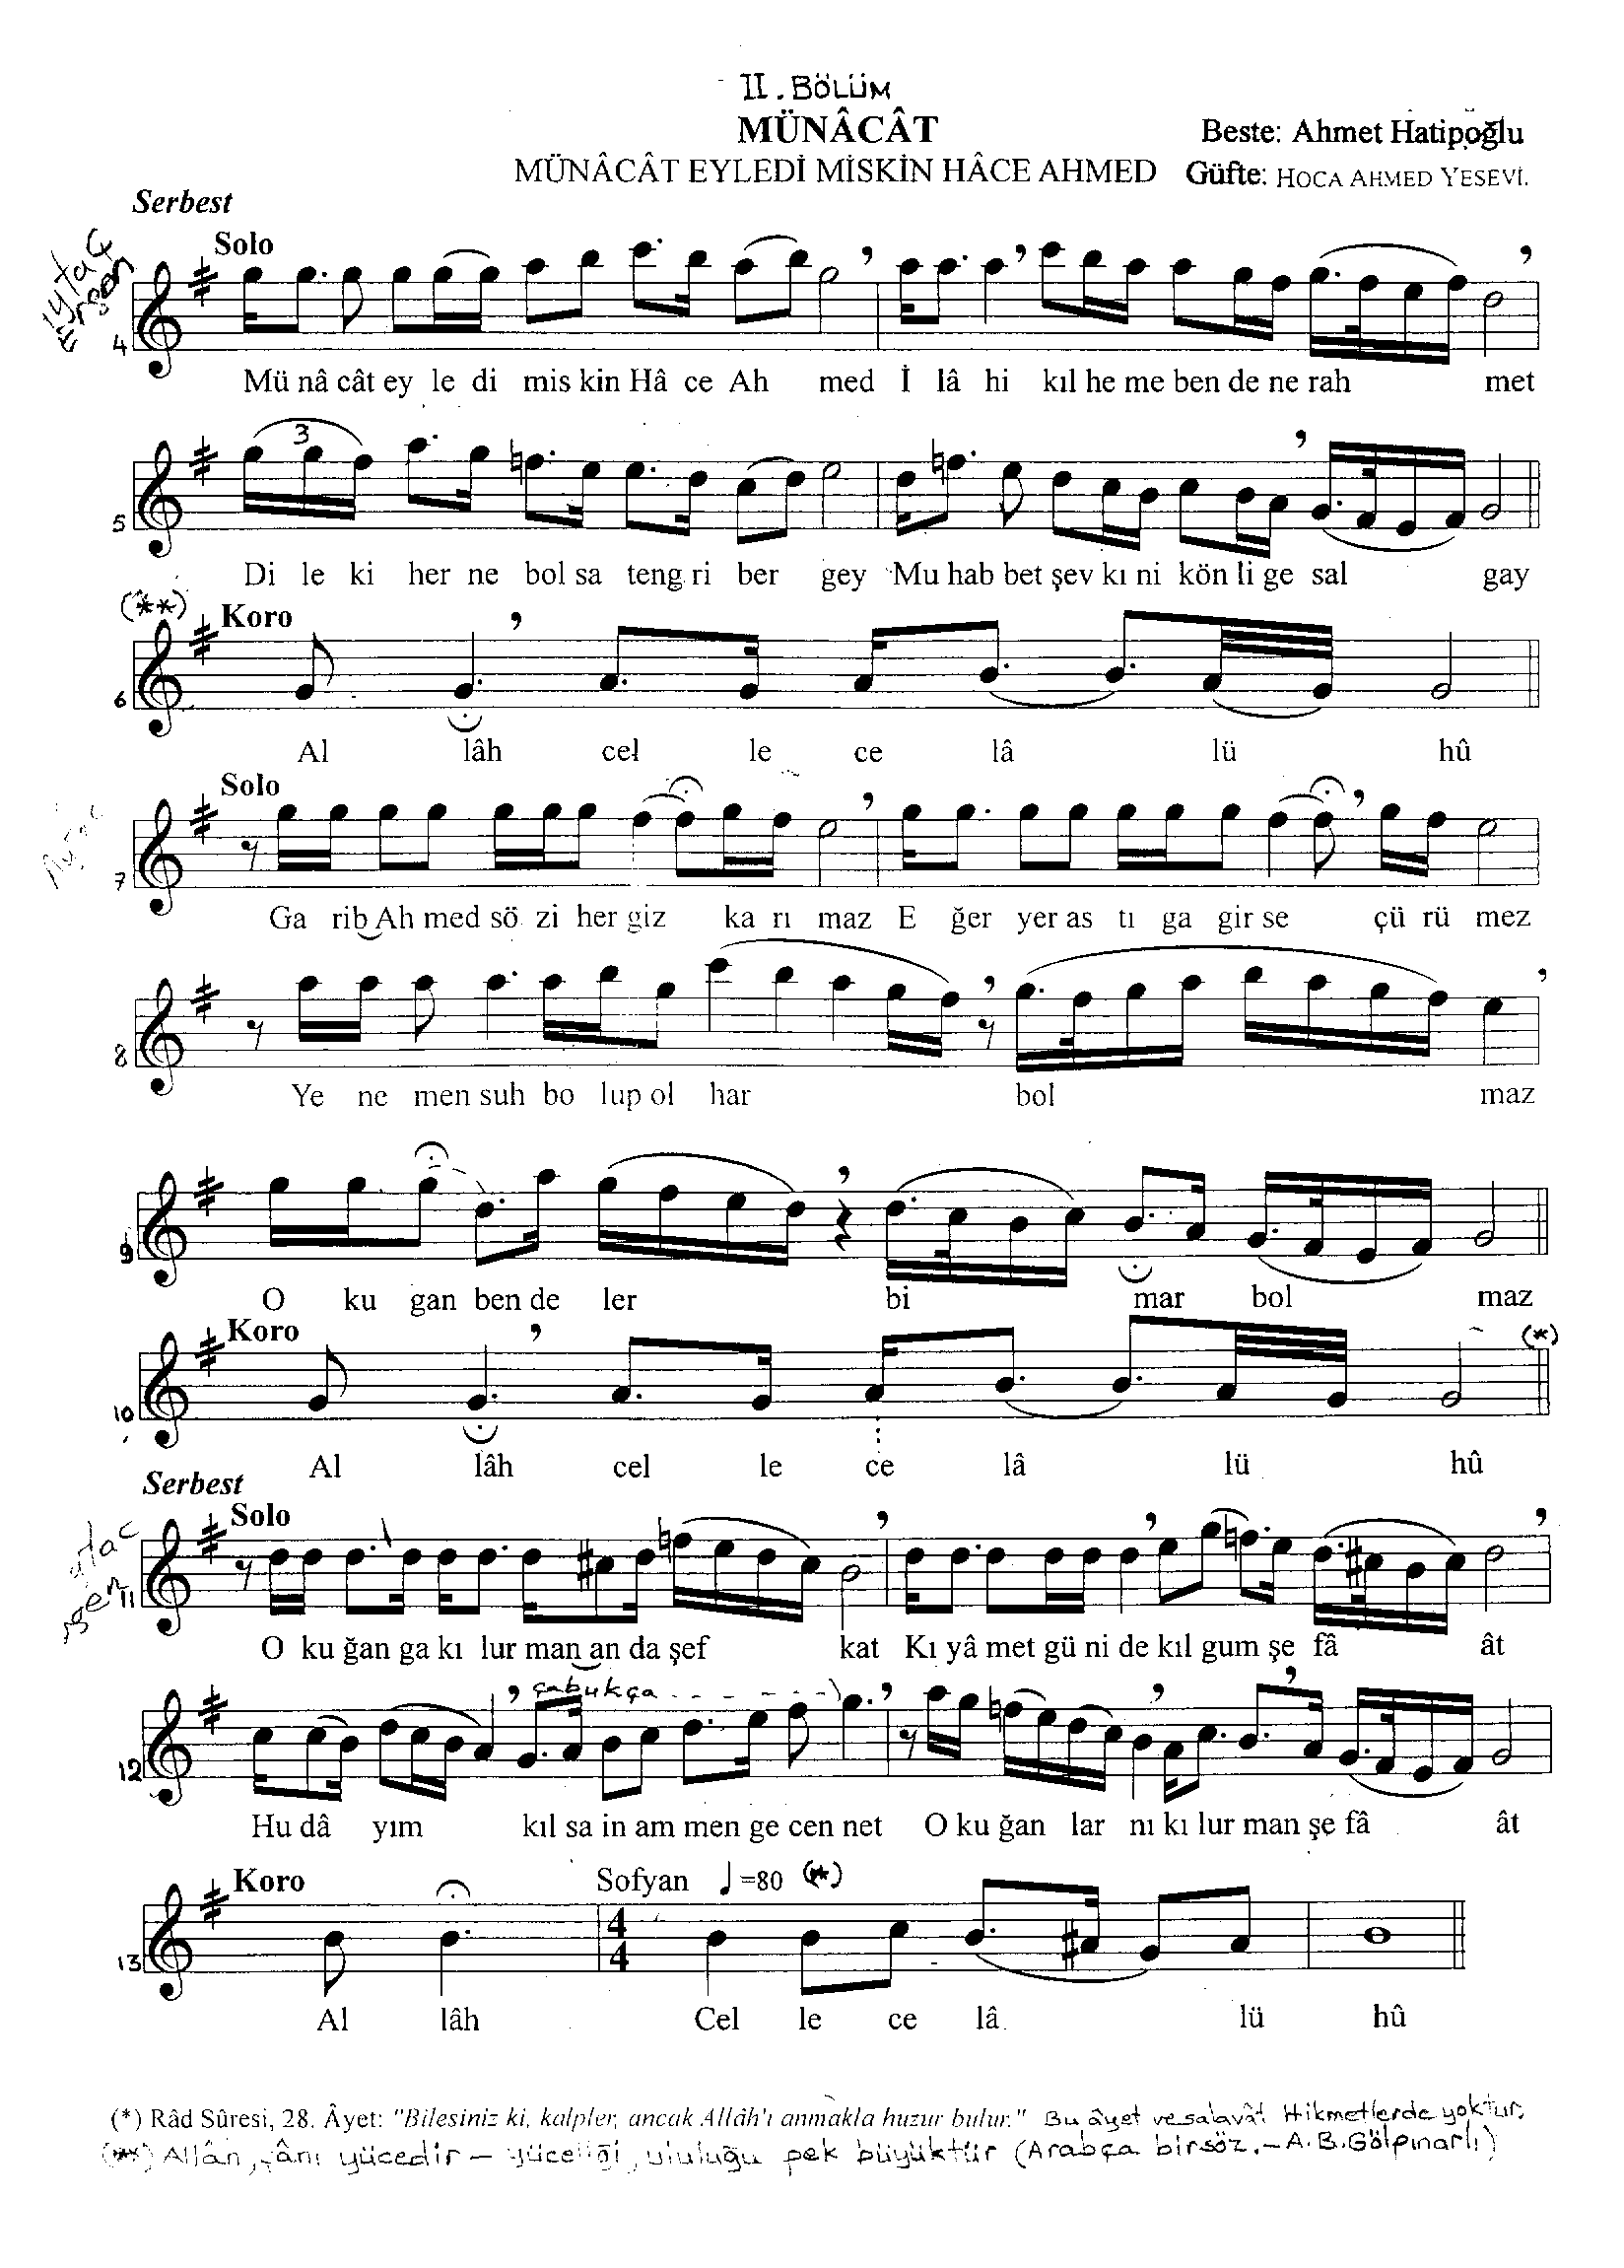 II. BÖLÜM
MÜNÂCÂT
Beste: Ahmet Hatipoğlu
MÜNÂCÂT EYLEDİ MİSKİN HÂCE AHMED
Güfte: HOCA AHMED YESEVİ.
Serbest
Solo
4
Mü nâ cât ey le di mis kin Hâ ce Ah med İ lâ hi kıl he me ben de ne rah met
3
5
Di le ki her ne bol sa teng ri ber gey Mu hab bet şev kı ni kön li ge sal gay
(**)
Koro
6
Al lâh cel le ce lâ lü hû
Solo
7
Ga rib Ah med sö zi her giz ka rı maz E ğer yer as tı ga gir se çü rü mez
8
Ye ne men suh bo lup ol har bol maz
9
O ku gan ben de ler bi mar bol maz
Koro
(*)
10
Al lâh cel le ce lâ lü hû
Serbest
Solo
11
O ku ğan ga kı lur man an da şef kat Kı yâ met gü ni de kıl gum şe fâ ât
çabukça
12
Hu dâ yım kıl sa in am men ge cen net O ku ğan lar nı kı lur man şe fâ ât
Koro
Sofyan ♩=80 (*)
13
4
4
Al lâh Cel le ce lâ lü hû
(*) Râd Sûresi, 28. Âyet: "Bilesiniz ki, kalpler, ancak Allâh'ı anmakla huzur bulur." Bu âyet ve salavât Hikmetlerde yoktur.
(**) Allân, şânı yücedir – yüceliği, ululuğu pek büyüktür (Arabça birsöz.–A.B.Gölpınarlı)